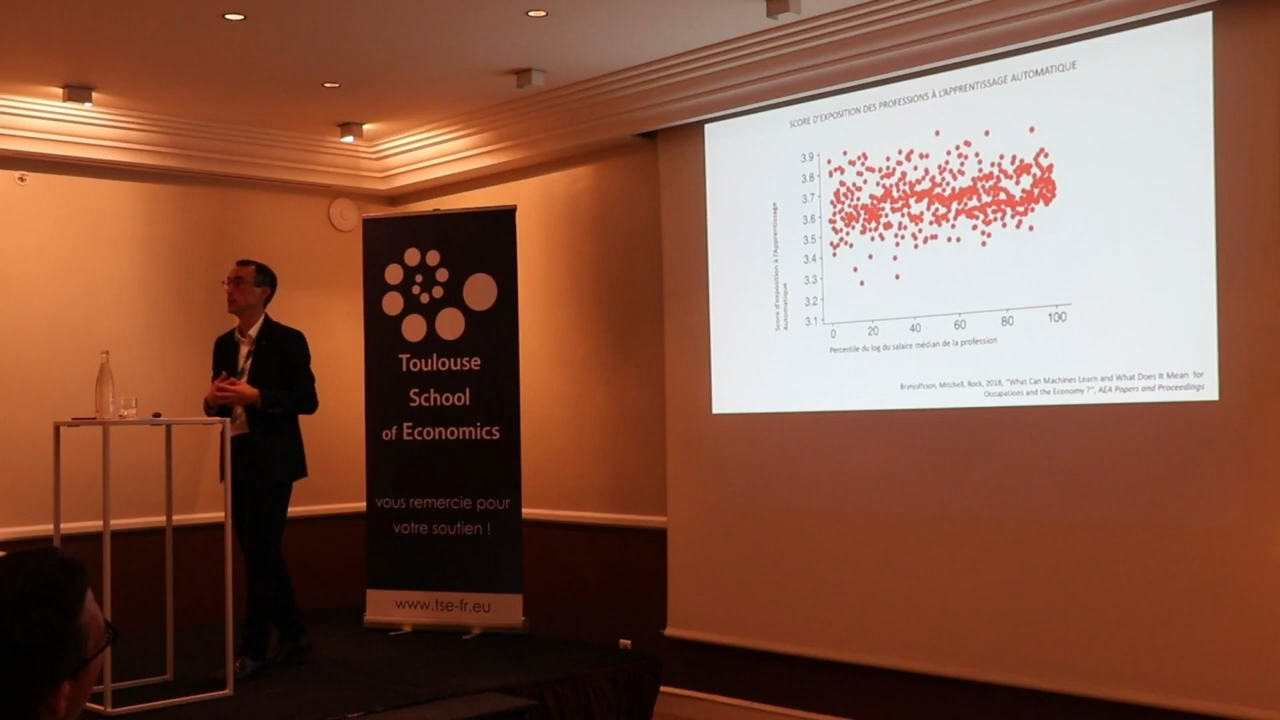 Toulouse
School
of Economics
vous remercie pour
votre soutien !
www.tse-fr.eu
SCORE D'EXPOSITION DES PROFESSIONS À L'APPRENTISSAGE AUTOMATIQUE
Score d'exposition à l'Apprentissage
Automatique
3.9
3.8
3.7
3.6
3.5
3.4
3.3
3.2
3.1
0 20 40 60 80 100
Percentile du log du salaire médian de la profession
Brynjolfsson, Mitchell, Rock, 2018, "What Can Machines Learn and What Does It Mean for
Occupations and the Economy ?", AEA Papers and Proceedings